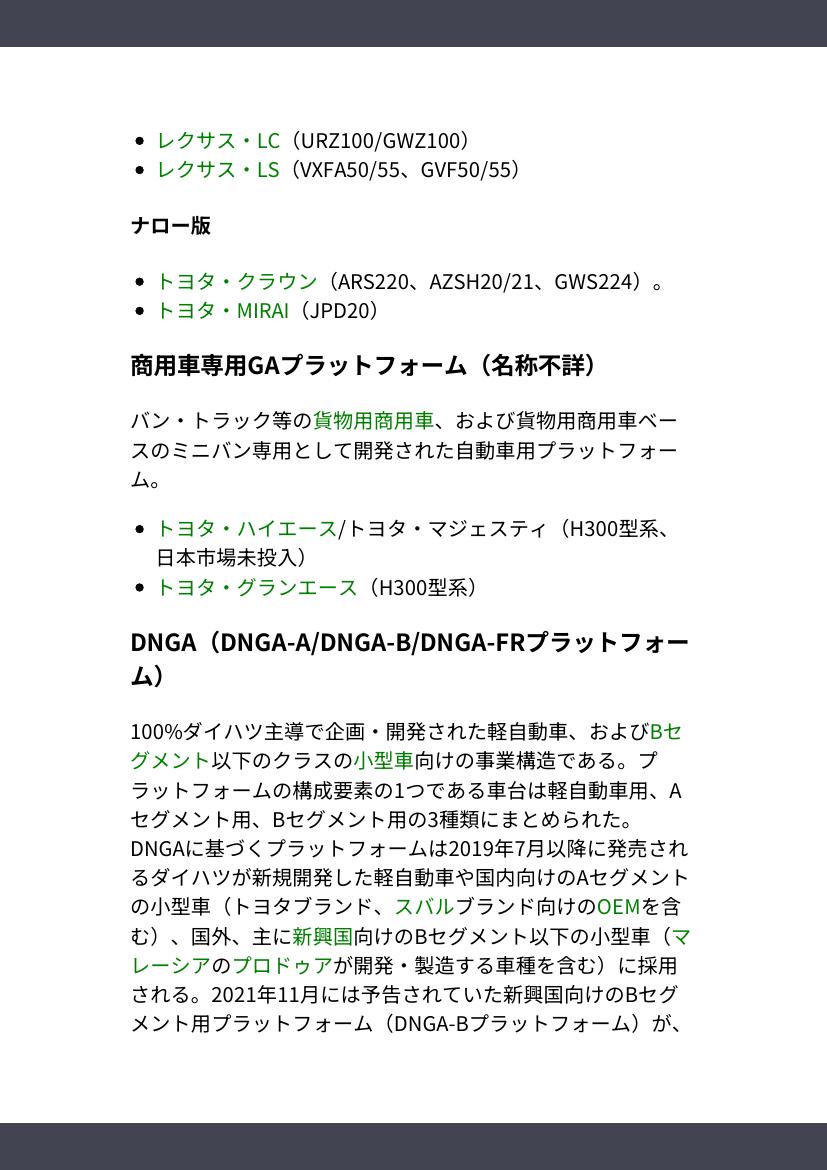 • レクサス・LC（URZ100/GWZ100）
• レクサス・LS（VXFA50/55、GVF50/55）
ナロー版
• トヨタ・クラウン（ARS220、AZSH20/21、GWS224）。
• トヨタ・MIRAI（JPD20）
商用車専用GAプラットフォーム（名称不詳）
バン・トラック等の貨物用商用車、および貨物用商用車ベー
スのミニバン専用として開発された自動車用プラットフォー
ム。
• トヨタ・ハイエース/トヨタ・マジェスティ（H300型系、
日本市場未投入）
• トヨタ・グランエース（H300型系）
DNGA（DNGA-A/DNGA-B/DNGA-FRプラットフォー
ム）
100%ダイハツ主導で企画・開発された軽自動車、およびBセ
グメント以下のクラスの小型車向けの事業構造である。プ
ラットフォームの構成要素の1つである車台は軽自動車用、A
セグメント用、Bセグメント用の3種類にまとめられた。
DNGAに基づくプラットフォームは2019年7月以降に発売され
るダイハツが新規開発した軽自動車や国内向けのAセグメント
の小型車（トヨタブランド、スバルブランド向けのOEMを含
む）、国外、主に新興国向けのBセグメント以下の小型車（マ
レーシアのプロドゥアが開発・製造する車種を含む）に採用
される。2021年11月には予告されていた新興国向けのBセグ
メント用プラットフォーム（DNGA-Bプラットフォーム）が、